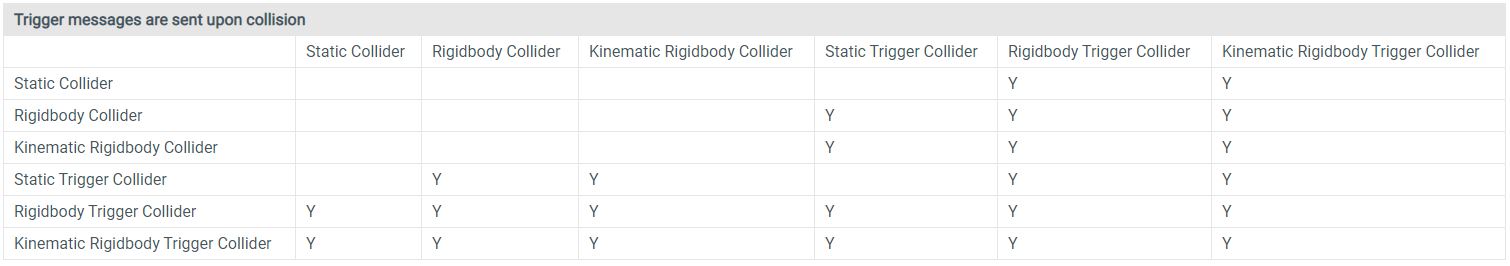 Trigger messages are sent upon collision
Static Collider Rigidbody Collider Kinematic Rigidbody Collider Static Trigger Collider Rigidbody Trigger Collider Kinematic Rigidbody Trigger Collider
Static Collider Y Y
Rigidbody Collider Y Y Y
Kinematic Rigidbody Collider Y Y Y
Static Trigger Collider Y Y Y Y
Rigidbody Trigger Collider Y Y Y Y Y Y
Kinematic Rigidbody Trigger Collider Y Y Y Y Y Y